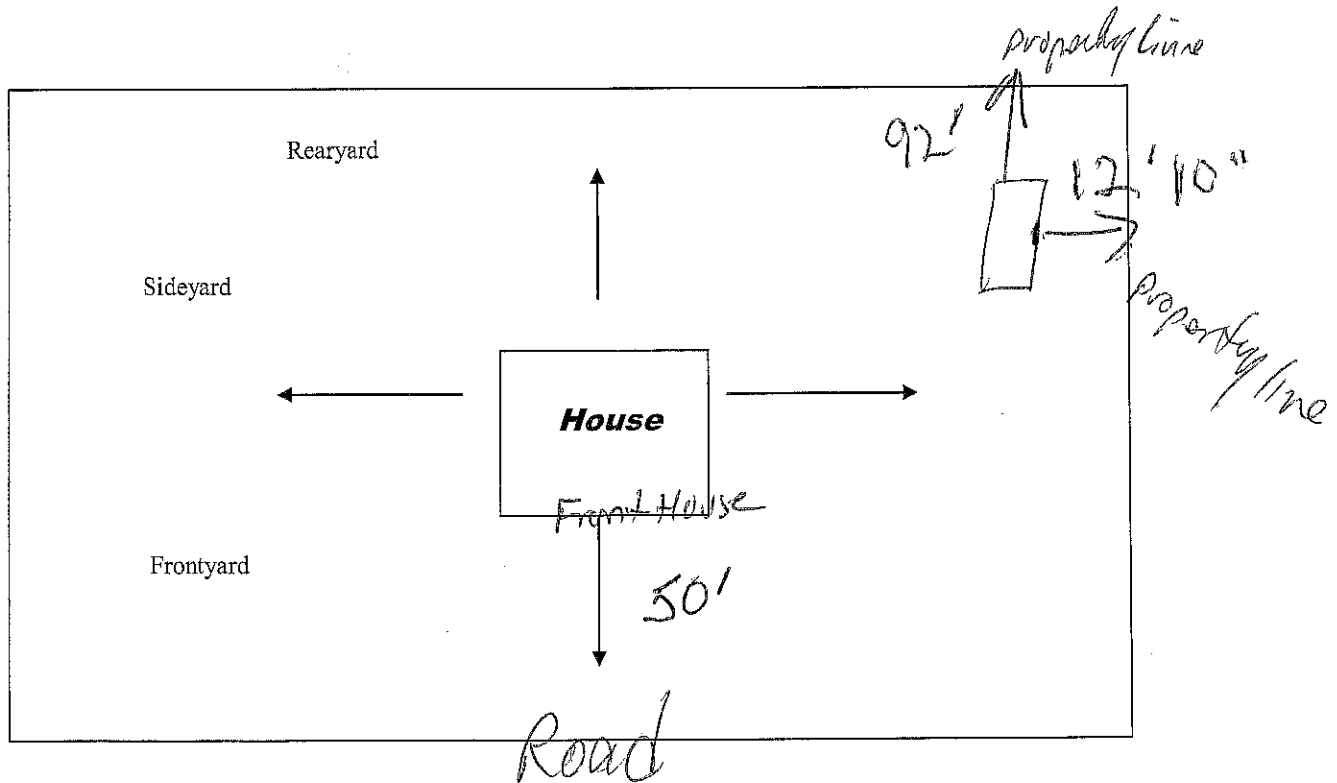 property line
92'
Rearyard
12' 10"
Sideyard
property line
House
Front House
Frontyard
50'
Road